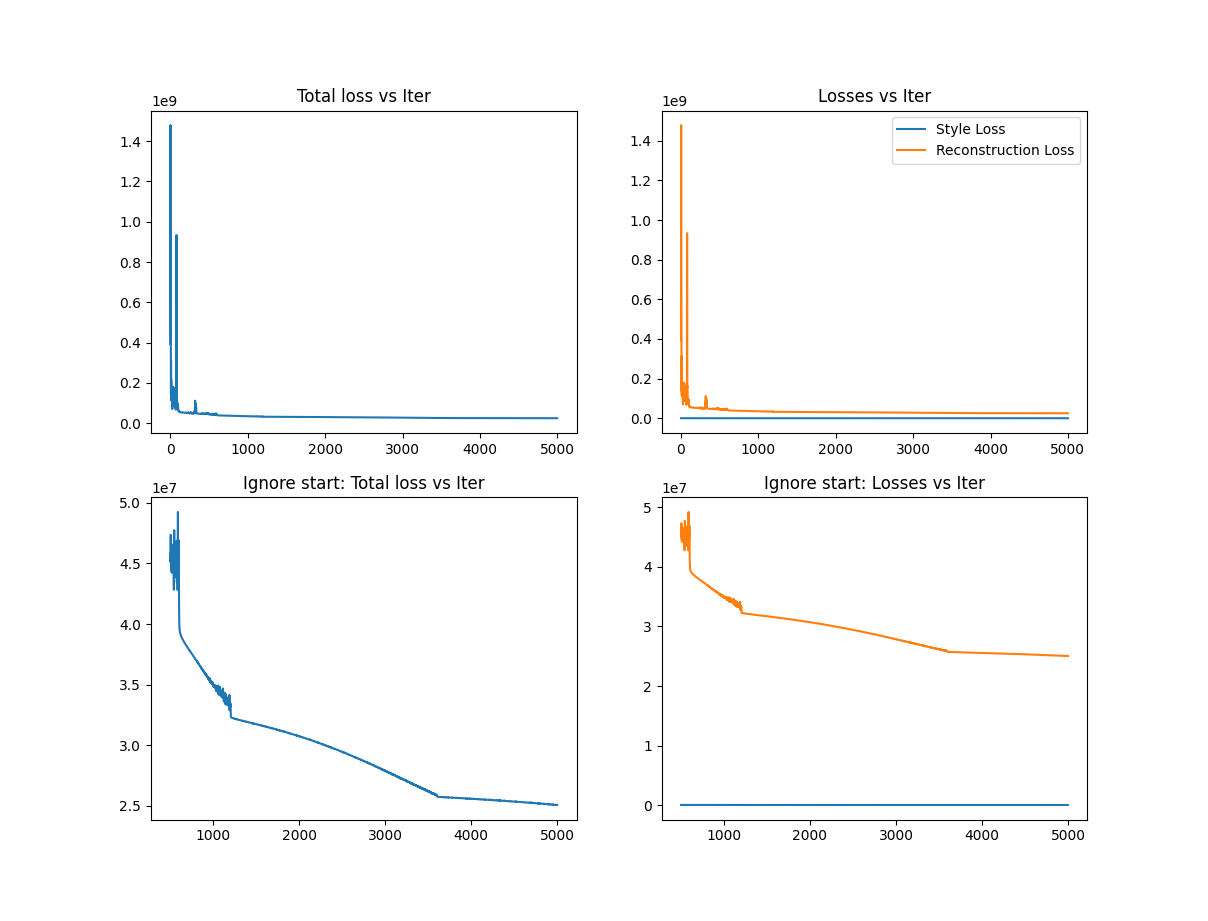 Total loss vs Iter
1e9
1.4
1.2
1.0
0.8
0.6
0.4
0.2
0.0
0 1000 2000 3000 4000 5000
Losses vs Iter
1e9
Style Loss
Reconstruction Loss
1.4
1.2
1.0
0.8
0.6
0.4
0.2
0.0
0 1000 2000 3000 4000 5000
Ignore start: Total loss vs Iter
1e7
5.0
4.5
4.0
3.5
3.0
2.5
1000 2000 3000 4000 5000
Ignore start: Losses vs Iter
1e7
5
4
3
2
1
0
1000 2000 3000 4000 5000